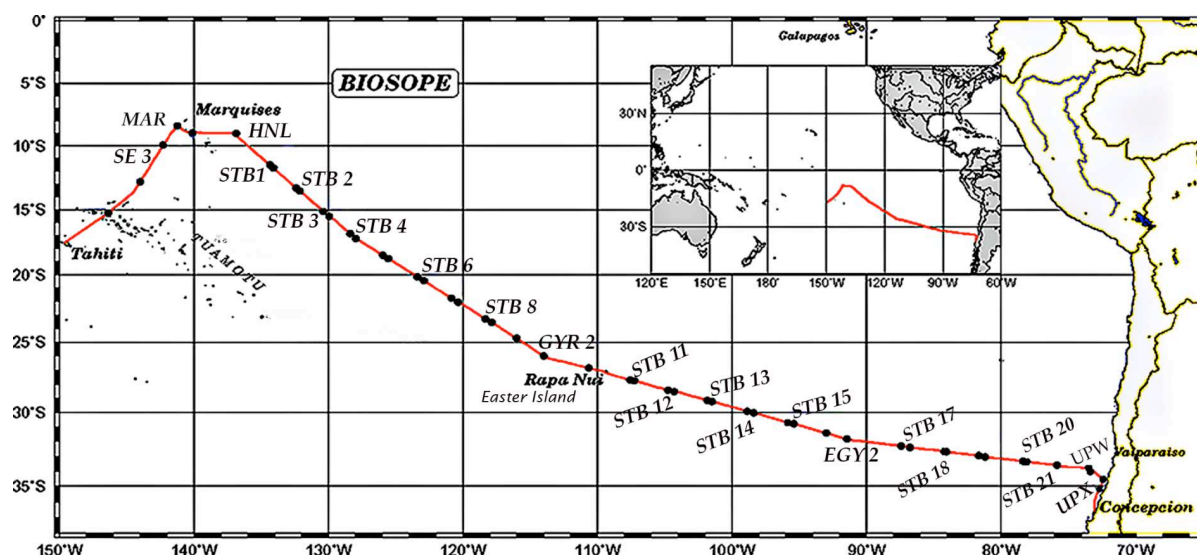 0°
5°S
10°S
15°S
20°S
25°S
30°S
35°S
150°W
140°W
130°W
120°W
110°W
100°W
90°W
80°W
70°W
BIOSOPE
Galapagos
MAR
Marquises
HNL
SE 3
STB1
STB 2
STB 3
STB 4
Tahiti
TUAMOTU
STB 6
STB 8
GYR 2
Rapa Nui
Easter Island
STB 11
STB 12
STB 13
STB 14
STB 15
EGY 2
STB 17
STB 18
STB 20
STB 21
UPW
Valparaiso
UPX
Concepcion
30°N
0°
30°S
120°E
150°E
180°
150°W
120°W
90°W
60°W